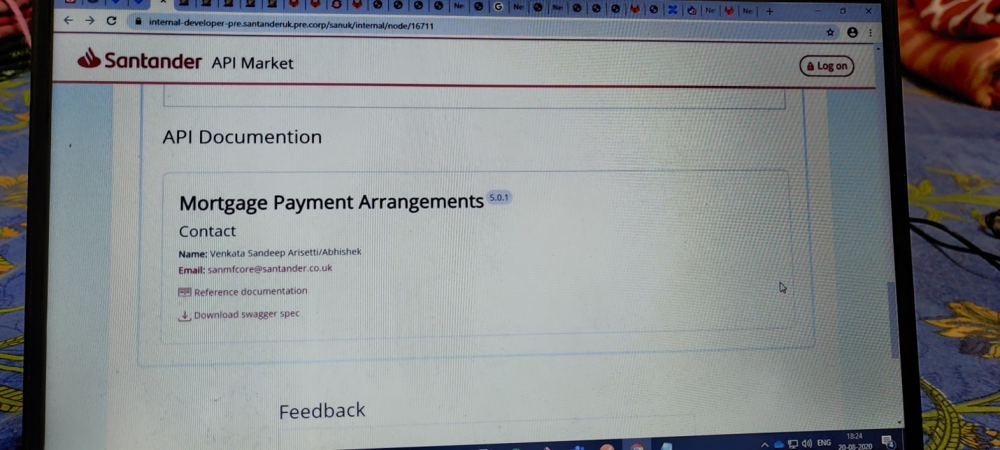 Ne
G
Ne
Ne
Ne
Ne
internal-developer-pre.santanderuk.pre.corp/sanuk/internal/node/16711
Santander API Market
Log on
API Documention
Mortgage Payment Arrangements 5.0.1
Contact
Name: Venkata Sandeep Arisetti/Abhishek
Email: sanmfcore@santander.co.uk
Reference documentation
Download swagger spec
Feedback
ENG
18:24
20-08-2020
4